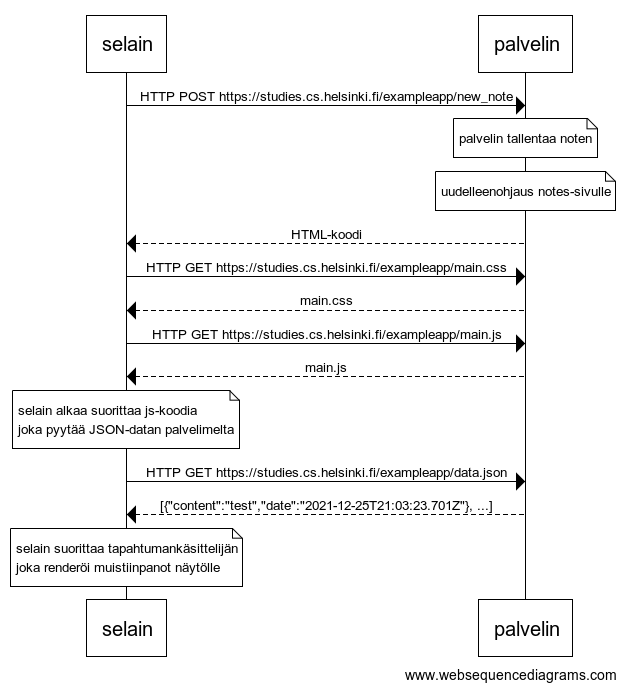 selain
palvelin
HTTP POST https://studies.cs.helsinki.fi/exampleapp/new_note
palvelin tallentaa noten
uudelleenohjaus notes-sivulle
HTML-koodi
HTTP GET https://studies.cs.helsinki.fi/exampleapp/main.css
main.css
HTTP GET https://studies.cs.helsinki.fi/exampleapp/main.js
main.js
selain alkaa suorittaa js-koodia
joka pyytää JSON-datan palvelimelta
HTTP GET https://studies.cs.helsinki.fi/exampleapp/data.json
[{"content":"test","date":"2021-12-25T21:03:23.701Z"}, ...]
selain suorittaa tapahtumankäsittelijän
joka renderöi muistiinpanot näytölle
selain
palvelin
www.websequencediagrams.com